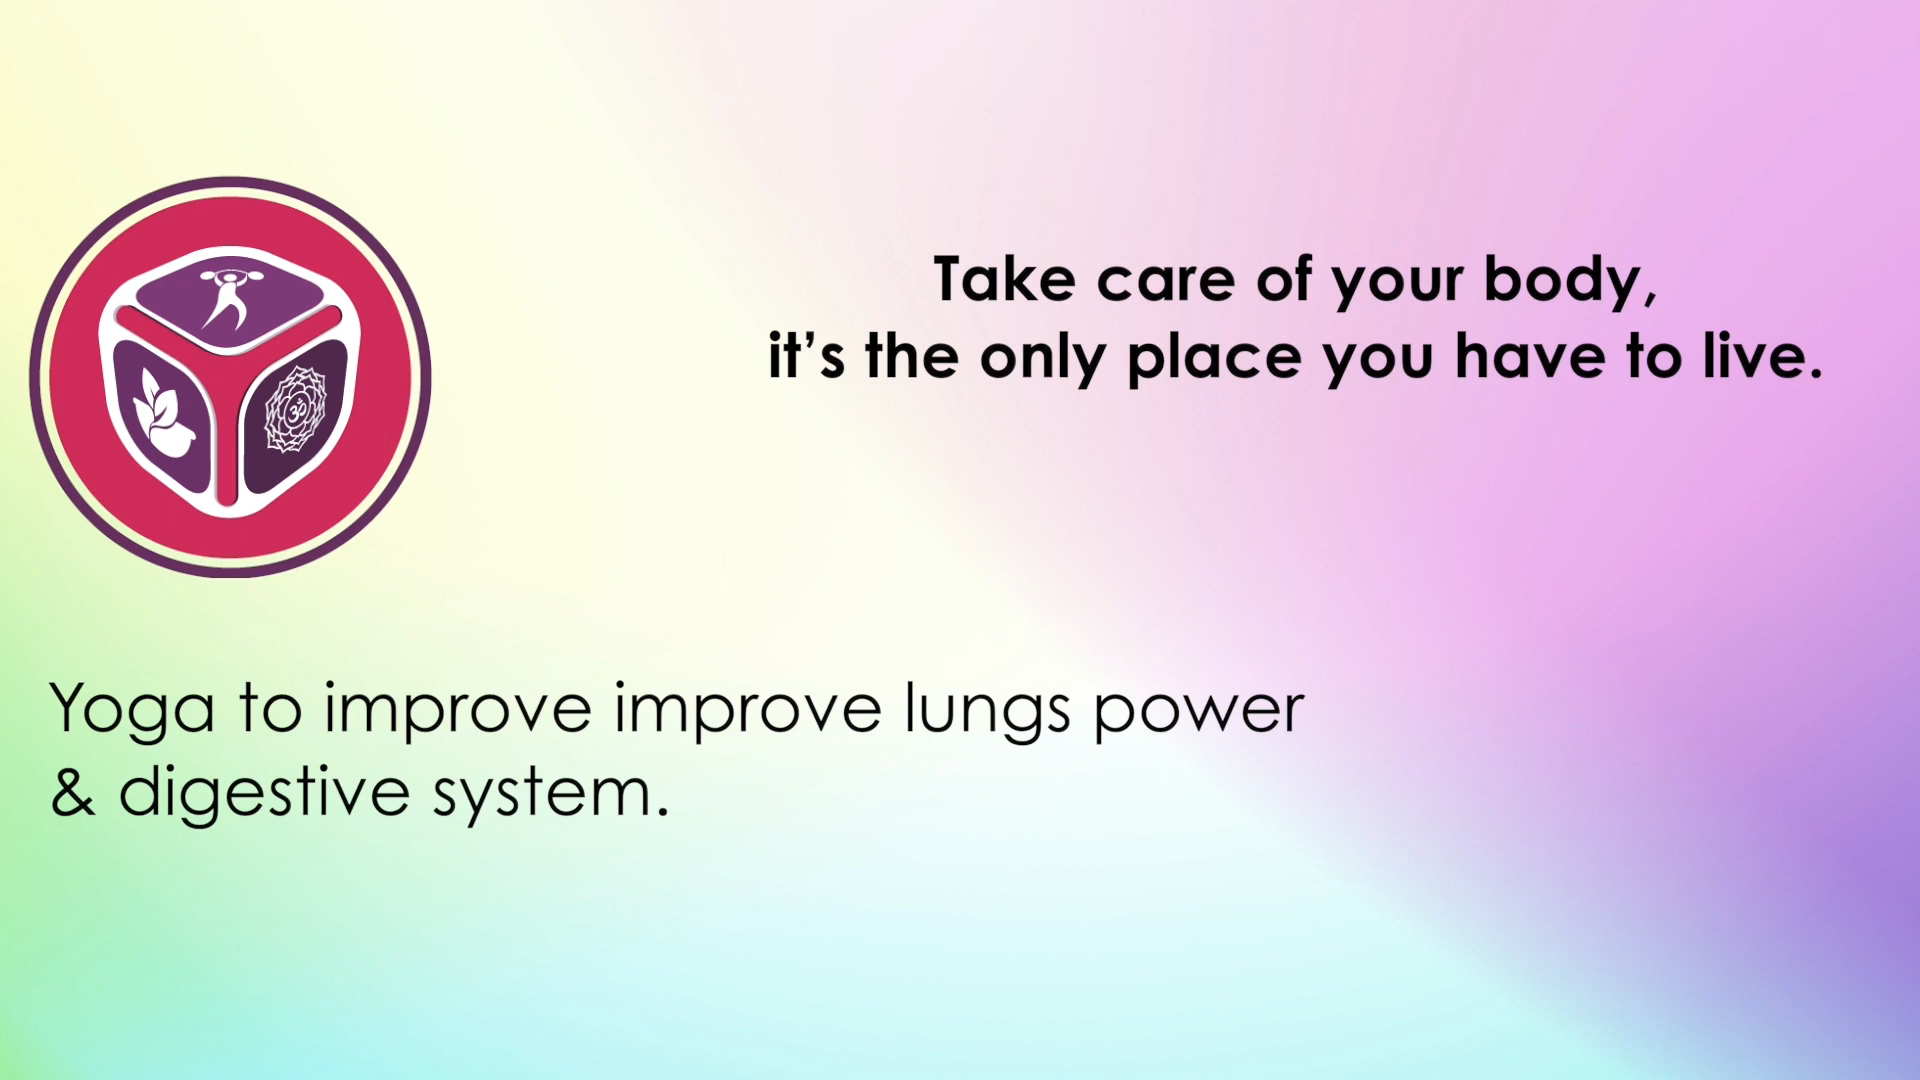 Take care of your body,
it’s the only place you have to live.
ॐ
Yoga to improve improve lungs power
& digestive system.